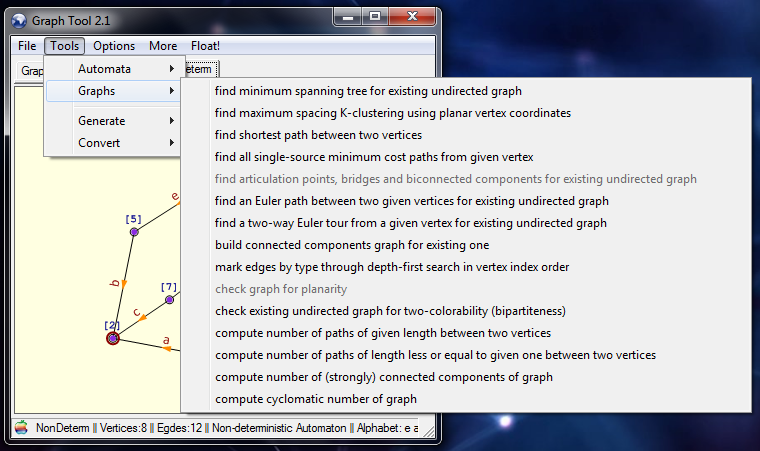 Graph Tool 2.1
File Tools Options More Float!
Automata
Graphs
Generate
Convert
find minimum spanning tree for existing undirected graph
find maximum spacing K-clustering using planar vertex coordinates
find shortest path between two vertices
find all single-source minimum cost paths from given vertex
find articulation points, bridges and biconnected components for existing undirected graph
find an Euler path between two given vertices for existing undirected graph
find a two-way Euler tour from a given vertex for existing undirected graph
build connected components graph for existing one
mark edges by type through depth-first search in vertex index order
check graph for planarity
check existing undirected graph for two-colorability (bipartiteness)
compute number of paths of given length between two vertices
compute number of paths of length less or equal to given one between two vertices
compute number of (strongly) connected components of graph
compute cyclomatic number of graph
Grap
eterm
e
[5]
b
[7]
c
[2]
a
NonDeterm Vertices:8 Egdes:12 Non-deterministic Automaton Alphabet: e a